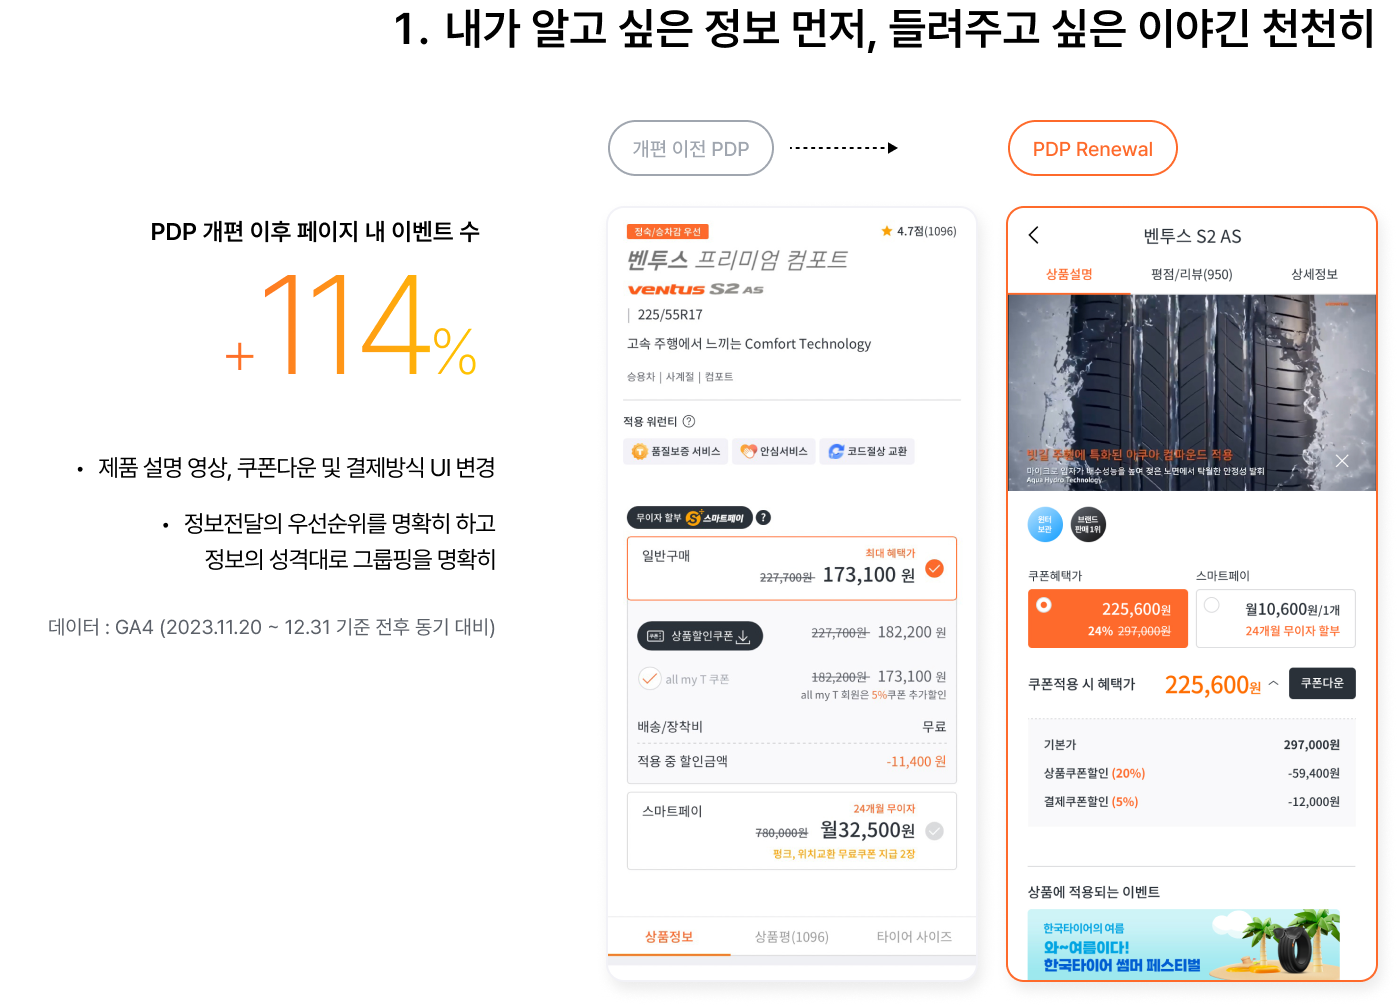 1. 내가 알고 싶은 정보 먼저, 들려주고 싶은 이야긴 천천히
개편 이전 PDP
PDP Renewal
PDP 개편 이후 페이지 내 이벤트 수
+114%
• 제품 설명 영상, 쿠폰다운 및 결제방식 UI 변경
• 정보전달의 우선순위를 명확히 하고
정보의 성격대로 그룹핑을 명확히
데이터 : GA4 (2023.11.20 ~ 12.31 기준 전후 동기 대비)
정숙/승차감 우선
4.7점(1096)
벤투스 프리미엄 컴포트
ventus S2 AS
| 225/55R17
고속 주행에서 느끼는 Comfort Technology
승용차 | 사계절 | 컴포트
적용 워런티 ?
품질보증 서비스
안심서비스
코드절상 교환
무이자 할부 S+ 스마트페이 ?
일반구매
최대 혜택가
227,700원 173,100 원
상품할인쿠폰
227,700원 182,200 원
all my T 쿠폰
182,200원 173,100 원
all my T 회원은 5%쿠폰 추가할인
배송/장착비
무료
적용 중 할인금액
-11,400 원
스마트페이
24개월 무이자
780,000원 월32,500원
펑크, 위치교환 무료쿠폰 지급 2장
상품정보
상품평(1096)
타이어 사이즈
벤투스 S2 AS
상품설명
평점/리뷰(950)
상세정보
빗길 주행에 특화된 아쿠아 컴파운드 적용
마이크로 입자가 배수성능을 높여 젖은 노면에서 탁월한 안정성 발휘
Aqua Hydro Technology
윈터
보관
브랜드
판매 1위
쿠폰혜택가
스마트페이
225,600원
24% 297,000원
월10,600원/1개
24개월 무이자 할부
쿠폰적용 시 혜택가
225,600원
쿠폰다운
기본가
297,000원
상품쿠폰할인 (20%)
-59,400원
결제쿠폰할인 (5%)
-12,000원
상품에 적용되는 이벤트
한국타이어의 여름
와~여름이다!
한국타이어 썸머 페스티벌